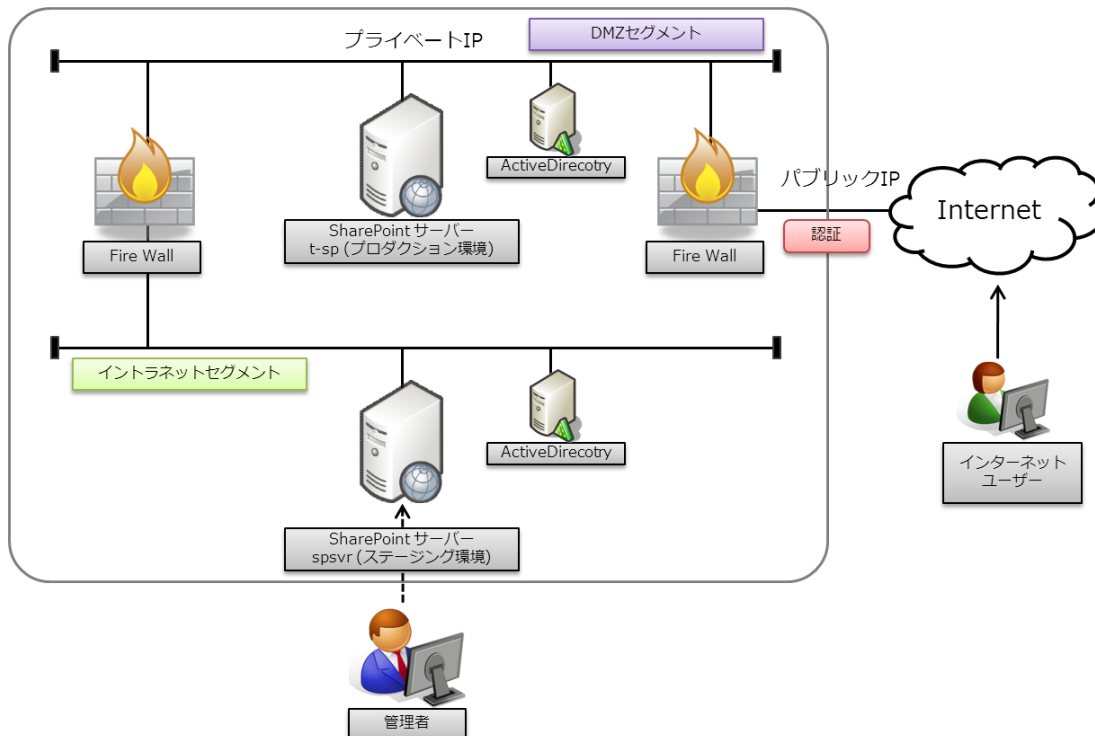 プライベートIP
DMZセグメント
ActiveDirecotry
パブリックIP
Internet
SharePoint サーバー
t-sp (プロダクション環境)
Fire Wall
Fire Wall
認証
イントラネットセグメント
ActiveDirecotry
インターネット
ユーザー
SharePoint サーバー
spsvr (ステージング環境)
管理者